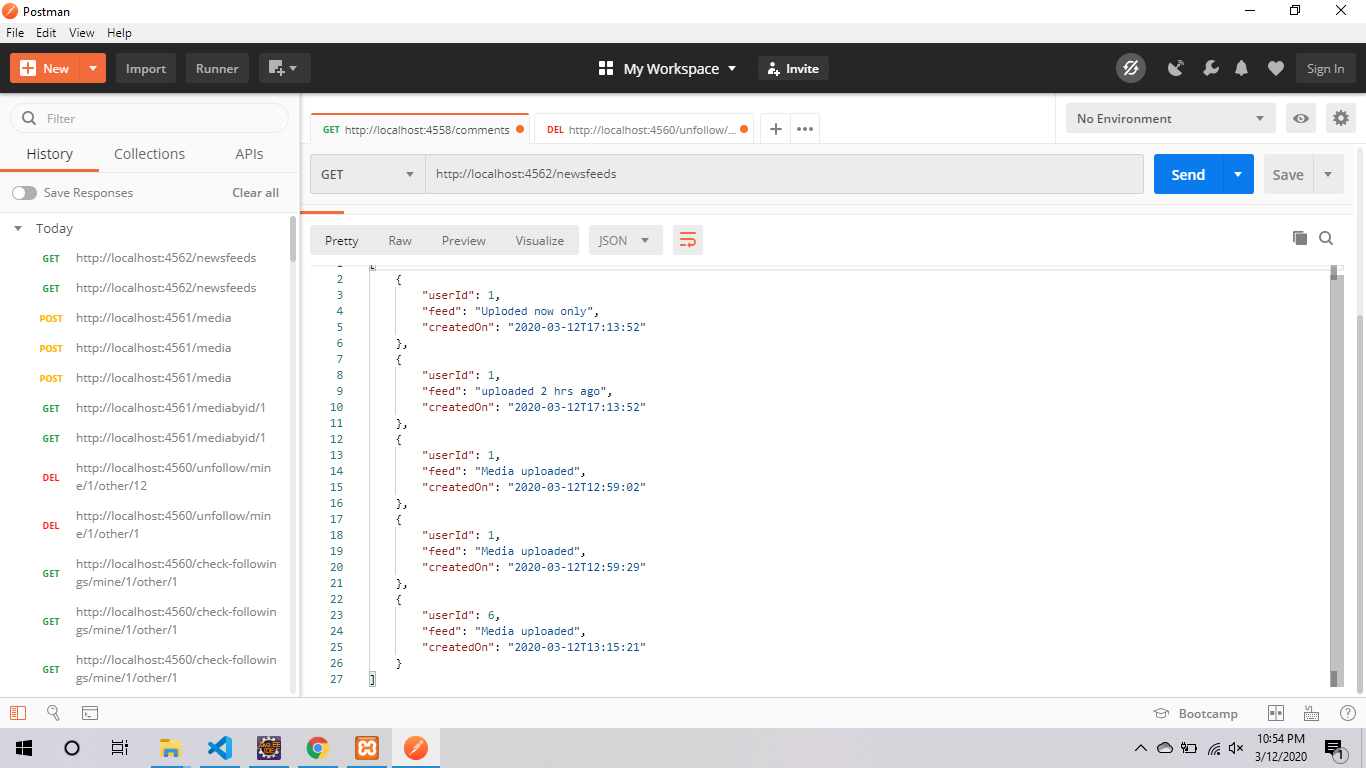 Postman
File Edit View Help
New Import Runner My Workspace Invite Sign In
Filter
History Collections APIs
Save Responses Clear all
Today
GET http://localhost:4562/newsfeeds
GET http://localhost:4562/newsfeeds
POST http://localhost:4561/media
POST http://localhost:4561/media
POST http://localhost:4561/media
GET http://localhost:4561/mediabyid/1
GET http://localhost:4561/mediabyid/1
DEL http://localhost:4560/unfollow/min
e/1/other/12
DEL http://localhost:4560/unfollow/min
e/1/other/1
GET http://localhost:4560/check-followin
gs/mine/1/other/1
GET http://localhost:4560/check-followin
gs/mine/1/other/1
GET http://localhost:4560/check-followin
gs/mine/1/other/1
GET http://localhost:4558/comments DEL http://localhost:4560/unfollow/... + ••• No Environment
GET http://localhost:4562/newsfeeds Send Save
Pretty Raw Preview Visualize JSON
1 [
2 {
3 "userId": 1,
4 "feed": "Uploded now only",
5 "createdOn": "2020-03-12T17:13:52"
6 },
7 {
8 "userId": 1,
9 "feed": "uploaded 2 hrs ago",
10 "createdOn": "2020-03-12T17:13:52"
11 },
12 {
13 "userId": 1,
14 "feed": "Media uploaded",
15 "createdOn": "2020-03-12T12:59:02"
16 },
17 {
18 "userId": 1,
19 "feed": "Media uploaded",
20 "createdOn": "2020-03-12T12:59:29"
21 },
22 {
23 "userId": 6,
24 "feed": "Media uploaded",
25 "createdOn": "2020-03-12T13:15:21"
26 }
27 ]
Bootcamp
10:54 PM
3/12/2020
1